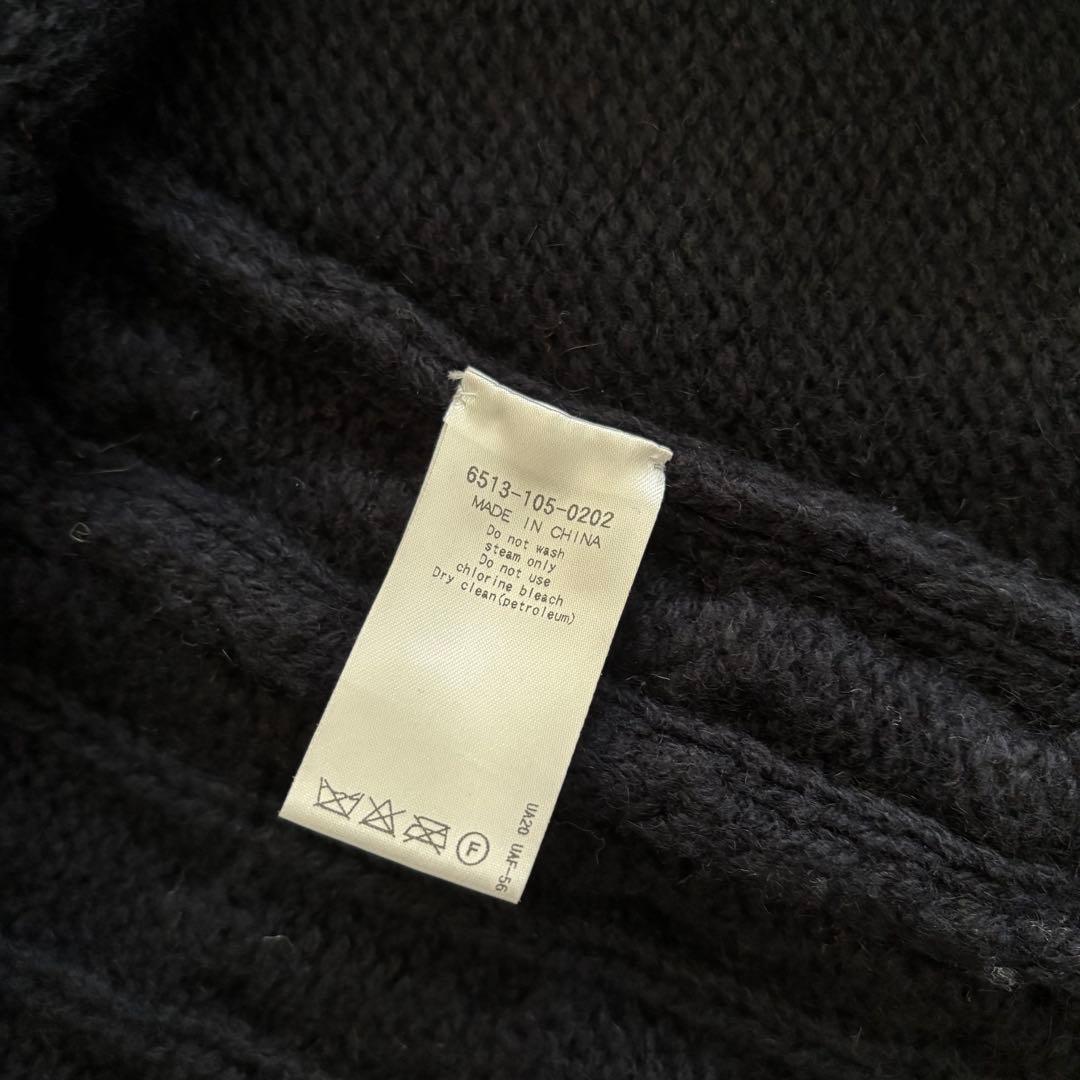 6513-105-0202
MADE IN CHINA
Do not wash
steam only
Do not use
chlorine bleach
Dry clean(petroleum)
F
UA20 UAF-56